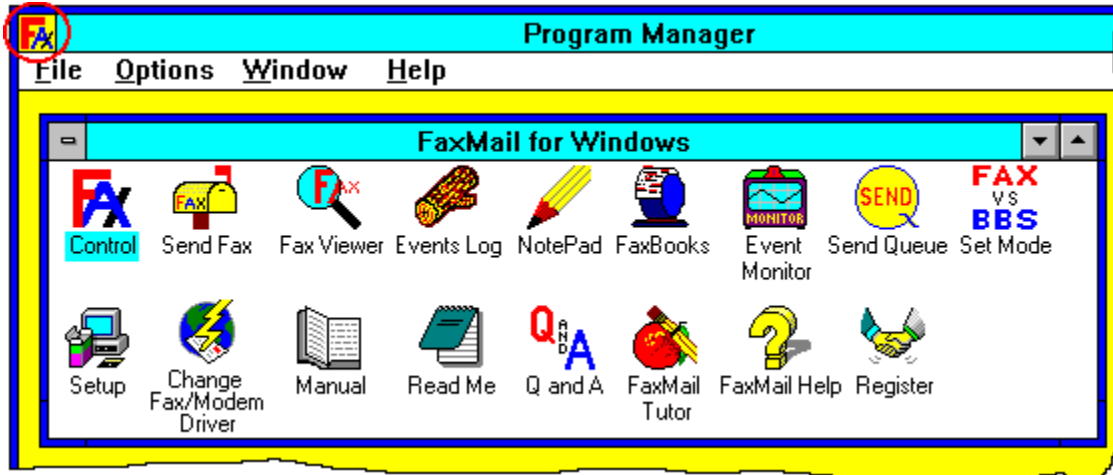 FAX Program Manager
File Options Window Help
FaxMail for Windows
FAX FAX FAX MONITOR SEND FAX VS BBS
Control Send Fax Fax Viewer Events Log NotePad FaxBooks Event Monitor Send Queue Set Mode
Q AND A
Setup Change Fax/Modem Driver Manual Read Me Q and A FaxMail Tutor FaxMail Help Register